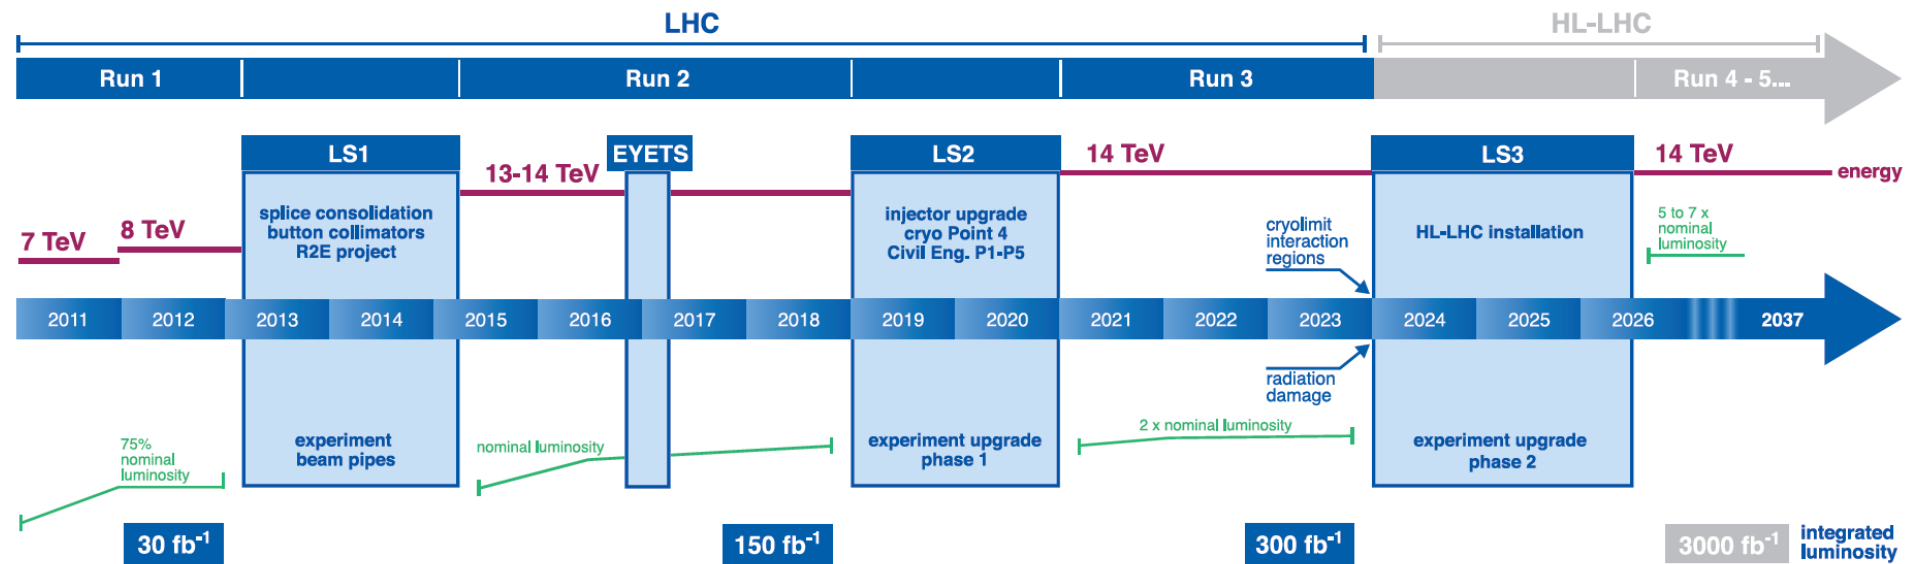 LHC
HL-LHC
Run 1
Run 2
Run 3
Run 4 - 5...
LS1
EYETS
LS2
14 TeV
LS3
14 TeV
energy
13-14 TeV
7 TeV
8 TeV
splice consolidation
button collimators
R2E project
injector upgrade
cryo Point 4
Civil Eng. P1-P5
cryolimit
interaction
regions
HL-LHC installation
5 to 7 x
nominal
luminosity
2011
2012
2013
2014
2015
2016
2017
2018
2019
2020
2021
2022
2023
2024
2025
2026
2037
radiation
damage
75%
nominal
luminosity
experiment
beam pipes
nominal luminosity
experiment upgrade
phase 1
2 x nominal luminosity
experiment upgrade
phase 2
30 fb⁻¹
150 fb⁻¹
300 fb⁻¹
3000 fb⁻¹
integrated
luminosity